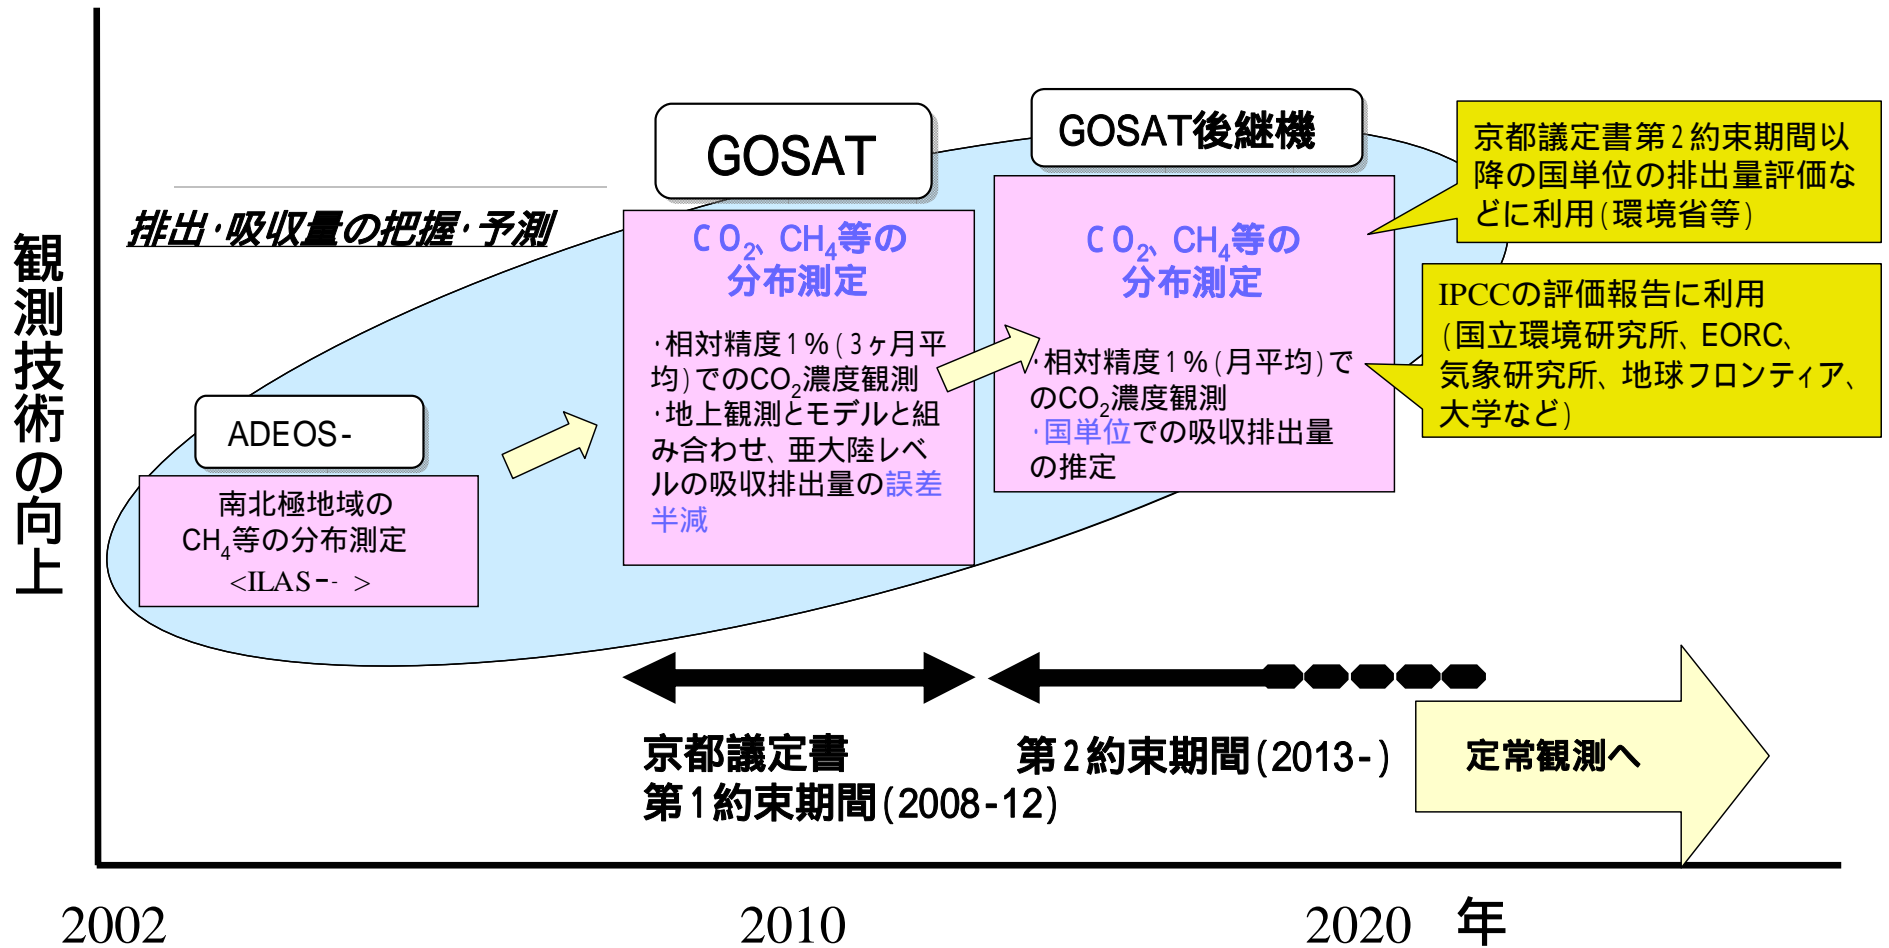 観測技術の向上
排出・吸収量の把握・予測
ADEOS-
南北極地域の
CH4等の分布測定
<ILAS-- >
GOSAT
CO2、CH4等の
分布測定
・相対精度1%(3ヶ月平
均)でのCO2濃度観測
・地上観測とモデルと組
み合わせ、亜大陸レベ
ルの吸収排出量の誤差
半減
GOSAT後継機
CO2、CH4等の
分布測定
・相対精度1%(月平均)で
のCO2濃度観測
・国単位での吸収排出量
の推定
京都議定書第2約束期間以
降の国単位の排出量評価な
どに利用(環境省等)
IPCCの評価報告に利用
(国立環境研究所、EORC、
気象研究所、地球フロンティア、
大学など)
京都議定書
第1約束期間(2008-12)
第2約束期間(2013-)
定常観測へ
2002
2010
2020
年